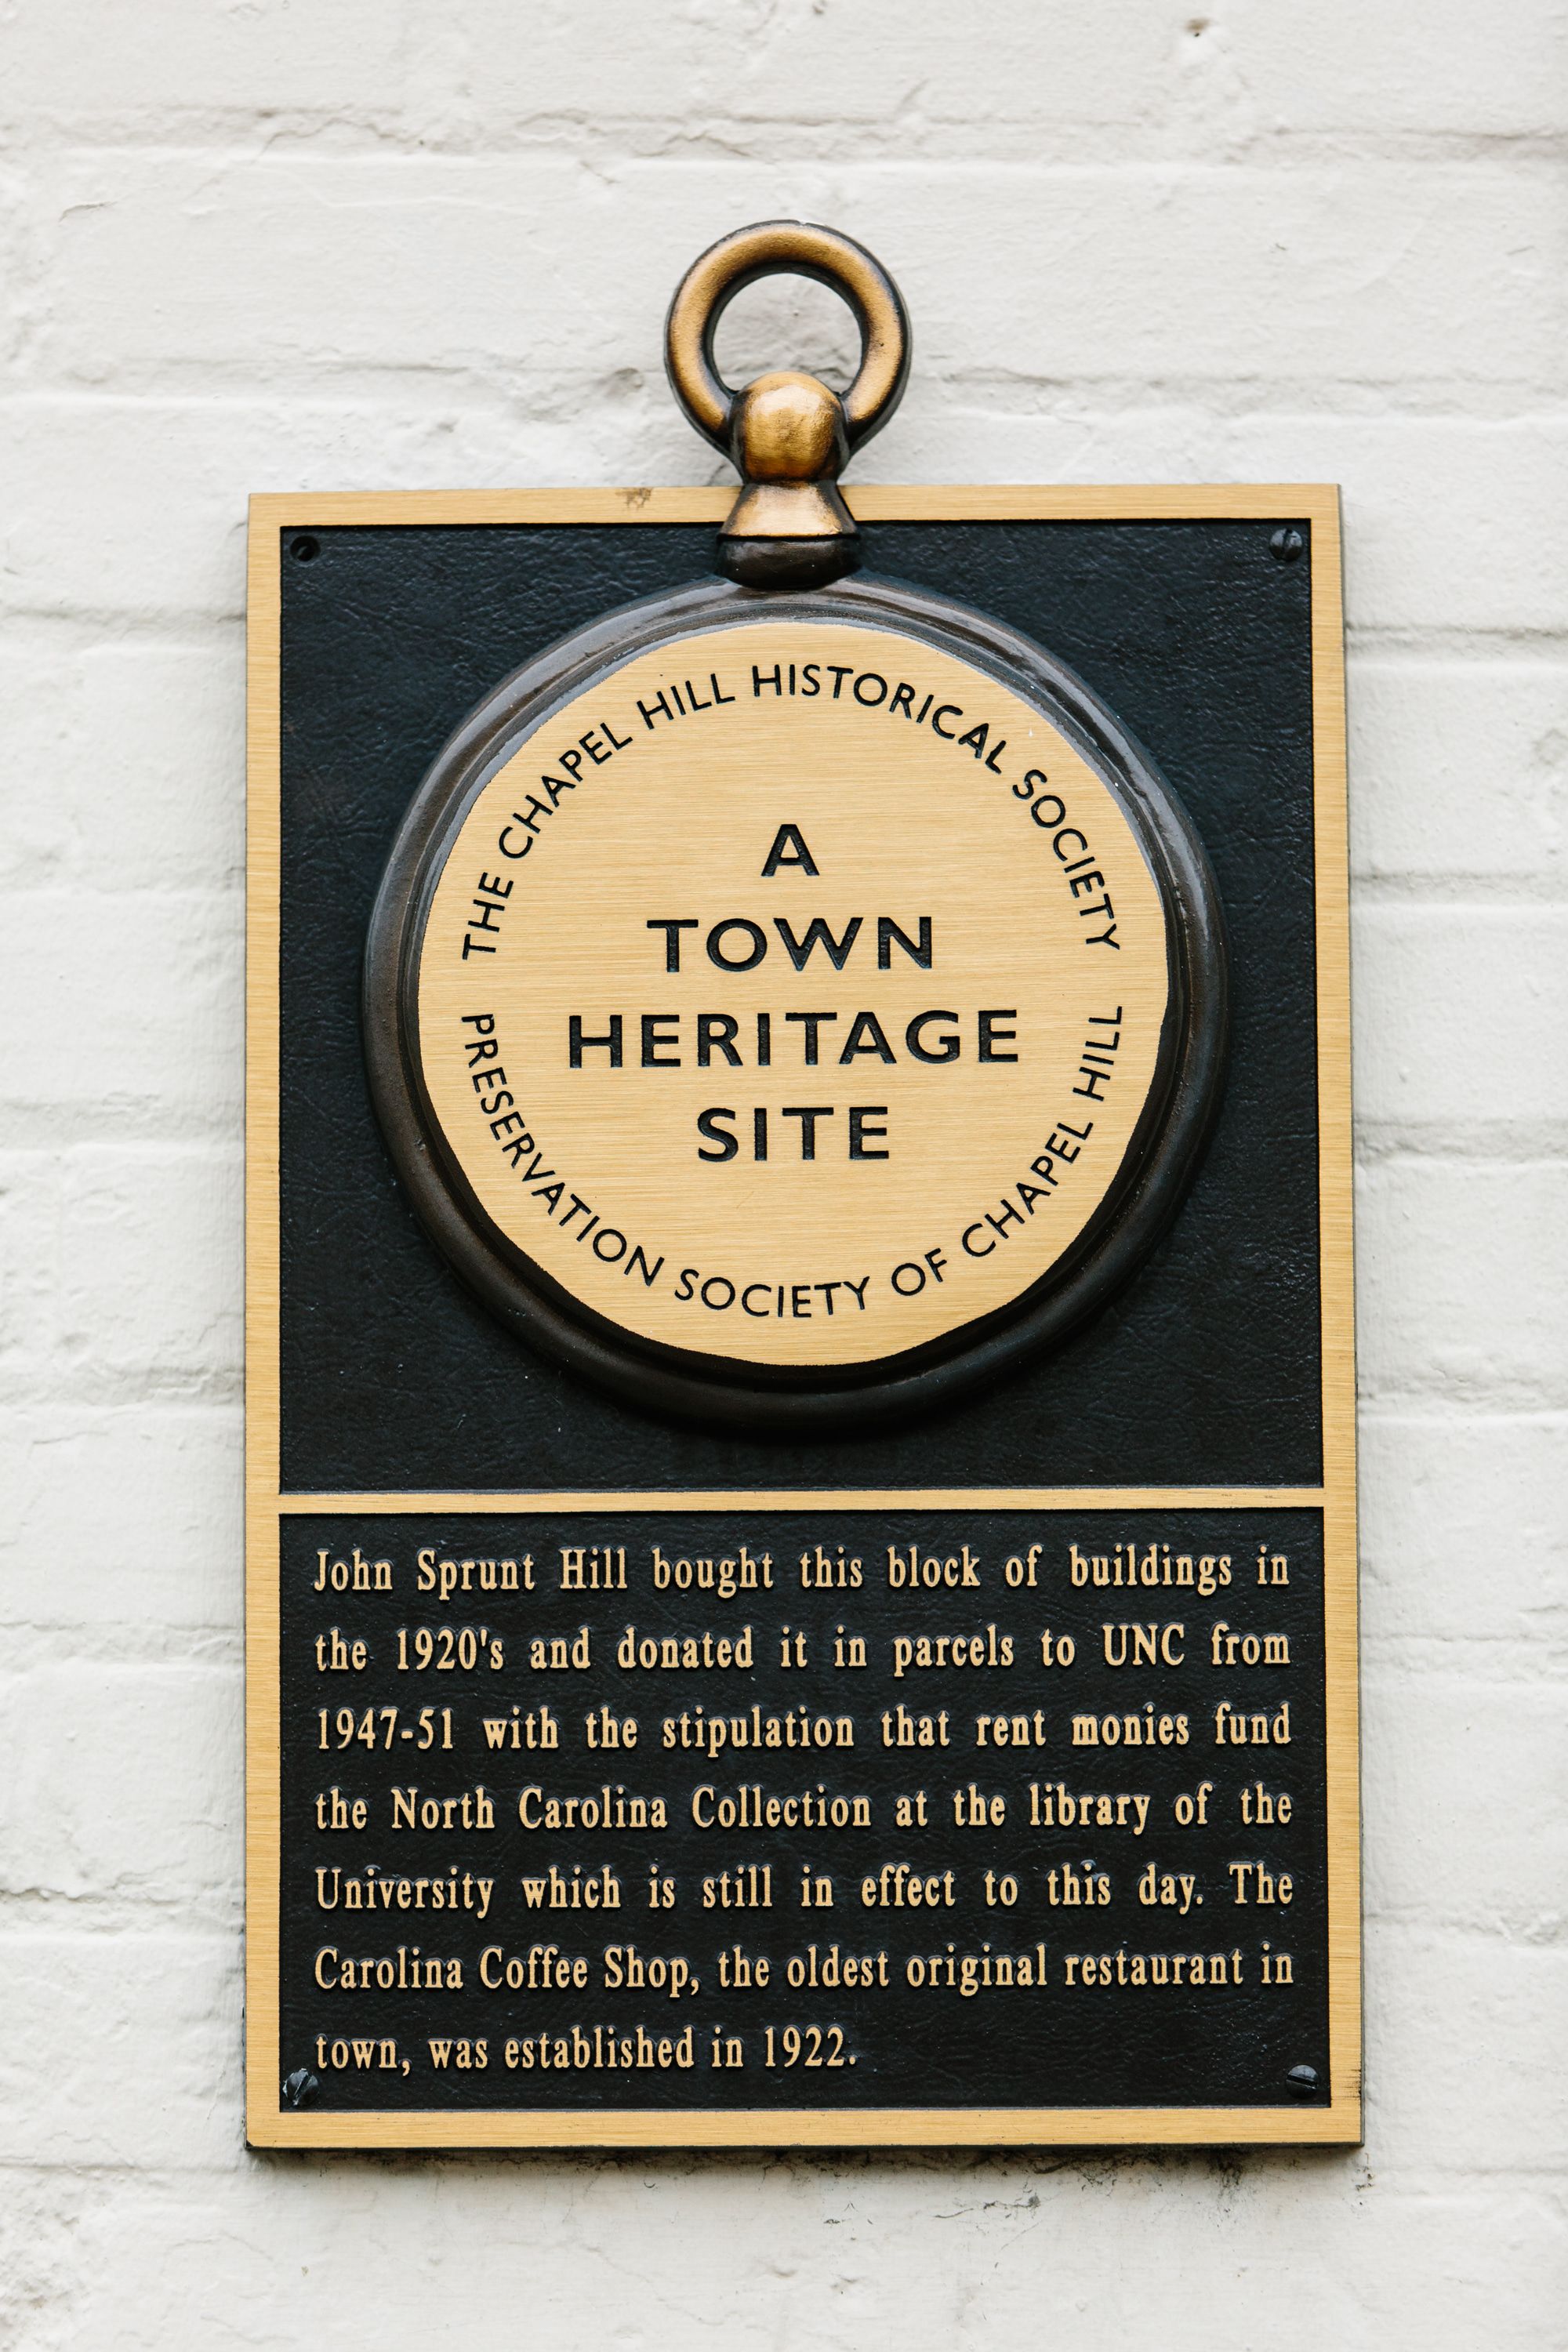 THE CHAPEL HILL HISTORICAL SOCIETY
A
TOWN
HERITAGE
SITE
PRESERVATION SOCIETY OF CHAPEL HILL
John Sprunt Hill bought this block of buildings in
the 1920's and donated it in parcels to UNC from
1947-51 with the stipulation that rent monies fund
the North Carolina Collection at the library of the
University which is still in effect to this day. The
Carolina Coffee Shop, the oldest original restaurant in
town, was established in 1922.